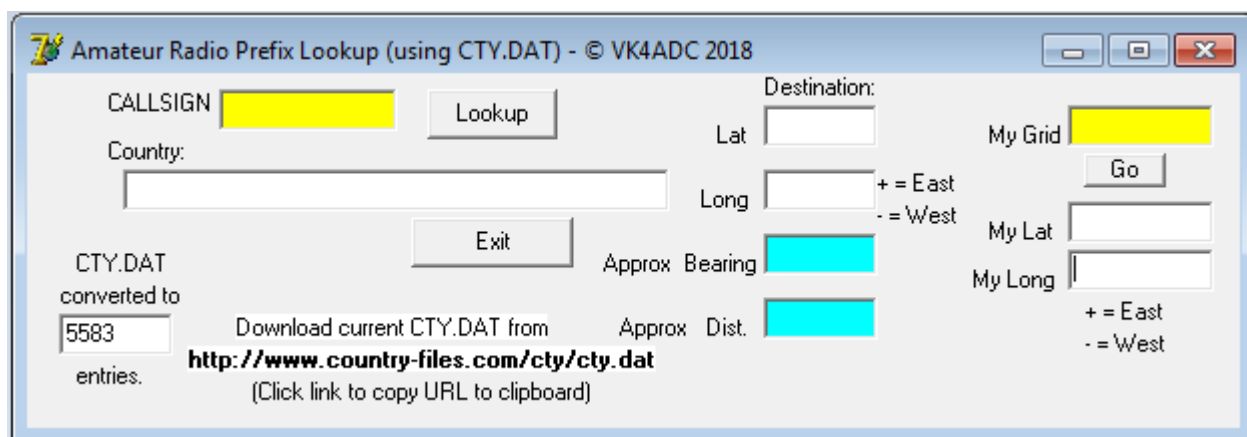 Amateur Radio Prefix Lookup (using CTY.DAT) - © VK4ADC 2018
CALLSIGN
Lookup
Country:
Exit
CTY.DAT
converted to
5583
entries.
Download current CTY.DAT from
http://www.country-files.com/cty/cty.dat
(Click link to copy URL to clipboard)
Destination:
Lat
Long
+ = East
- = West
Approx Bearing
Approx Dist.
My Grid
Go
My Lat
My Long
+ = East
- = West